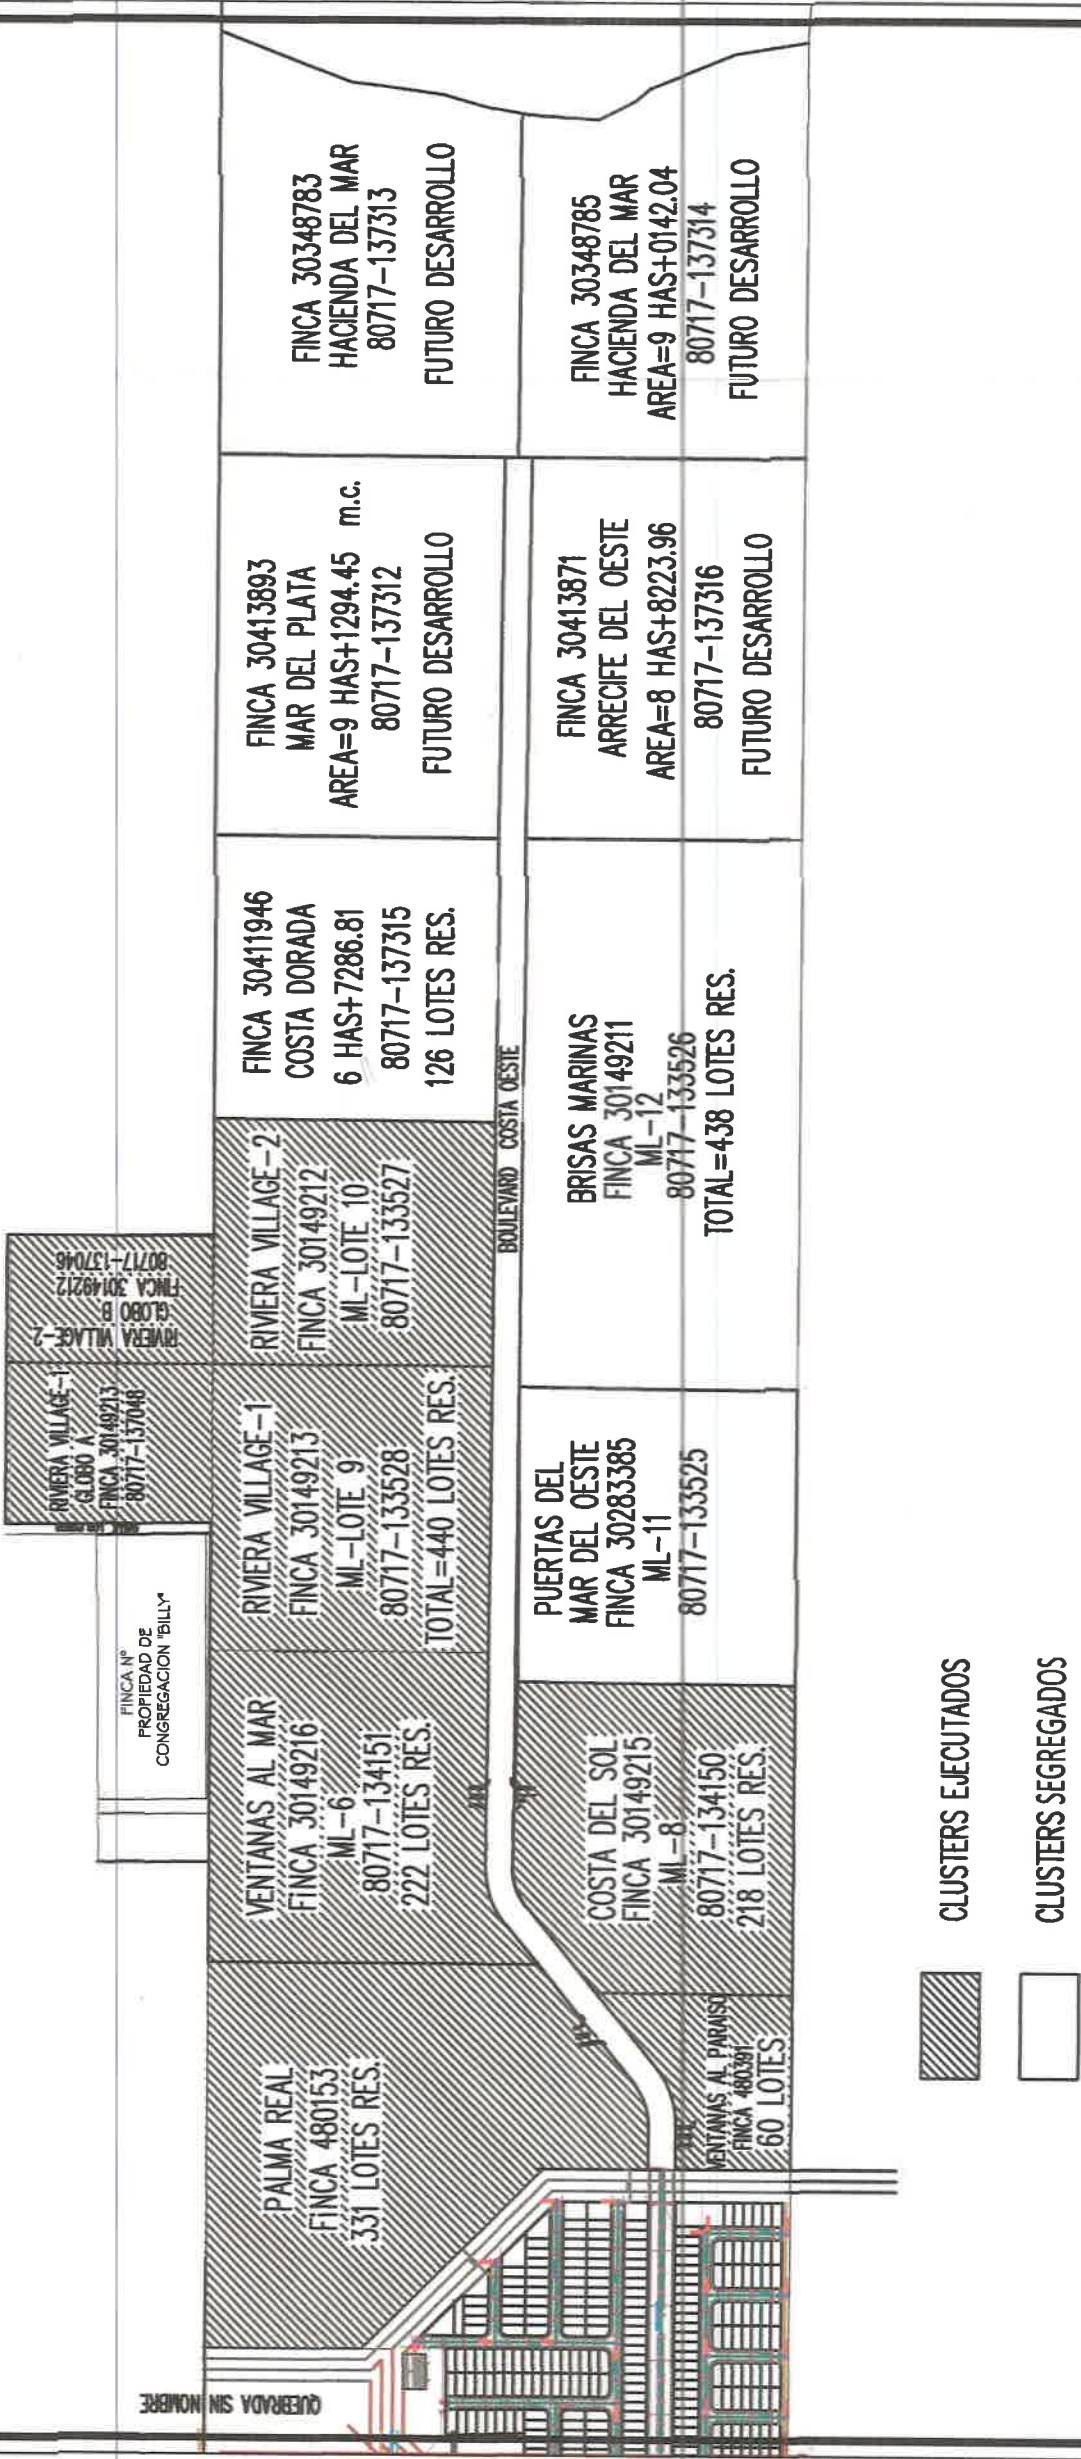 QUEBRADA SIN NOMBRE
PALMA REAL
FINCA 480153
331 LOTES RES.
VENTANAS AL MAR
FINCA 30149216
ML-6
80717-134151
222 LOTES RES.
FINCA Nº
PROPIEDAD DE
CONGREGACION "BILLY"
RIVIERA VILLAGE-1
GLOBO A
FINCA 30149213
80717-137048
RIVIERA VILLAGE-2
GLOBO B
FINCA 30149212
80717-137046
RIVIERA VILLAGE-1
FINCA 30149213
ML-LOTE 9
80717-133528
TOTAL=440 LOTES RES.
RIVIERA VILLAGE-2
FINCA 30149212
ML-LOTE 10
80717-133527
FINCA 30411946
COSTA DORADA
6 HAS+7286.81
80717-137315
126 LOTES RES.
FINCA 30413893
MAR DEL PLATA
AREA=9 HAS+1294.45 m.c.
80717-137312
FUTURO DESARROLLO
FINCA 30348783
HACIENDA DEL MAR
80717-137313
FUTURO DESARROLLO
BOULEVARD COSTA OESTE
VENTANAS AL PARAISO
FINCA 480391
60 LOTES
COSTA DEL SOL
FINCA 30149215
ML-8
80717-134150
218 LOTES RES.
PUERTAS DEL
MAR DEL OESTE
FINCA 30283385
ML-11
80717-133525
BRISAS MARINAS
FINCA 30149211
ML-12
80717-133526
TOTAL=438 LOTES RES.
FINCA 30413871
ARRECIFE DEL OESTE
AREA=8 HAS+8223.96
80717-137316
FUTURO DESARROLLO
FINCA 30348785
HACIENDA DEL MAR
AREA=9 HAS+0142.04
80717-137314
FUTURO DESARROLLO
CLUSTERS EJECUTADOS
CLUSTERS SEGREGADOS